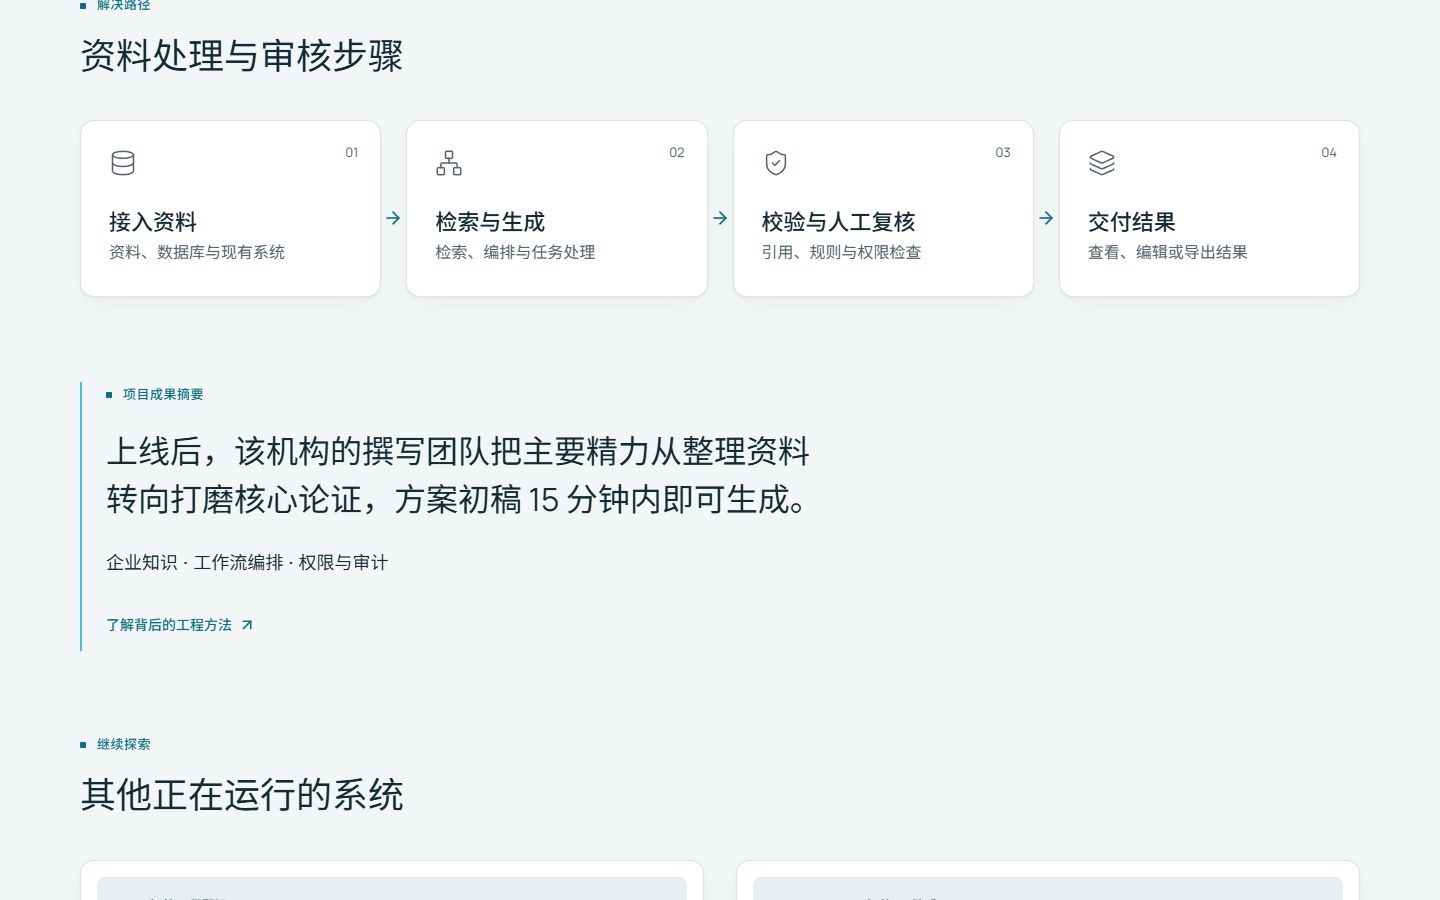 解决路径
资料处理与审核步骤
01
接入资料
资料、数据库与现有系统
02
检索与生成
检索、编排与任务处理
03
校验与人工复核
引用、规则与权限检查
04
交付结果
查看、编辑或导出结果
项目成果摘要
上线后，该机构的撰写团队把主要精力从整理资料
转向打磨核心论证，方案初稿 15 分钟内即可生成。
企业知识 · 工作流编排 · 权限与审计
了解背后的工程方法
继续探索
其他正在运行的系统